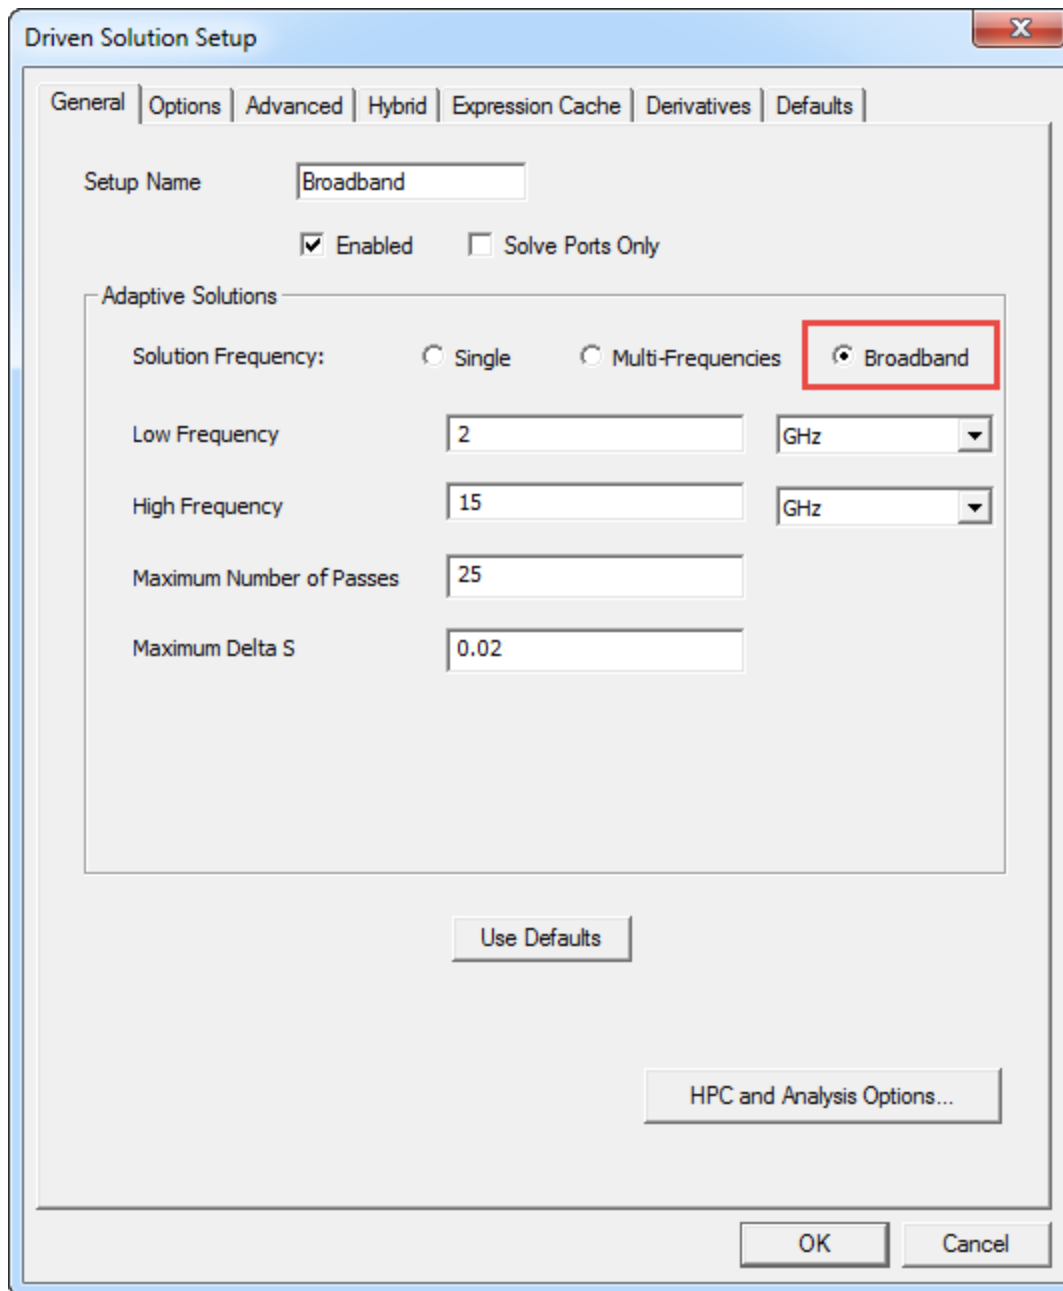 Driven Solution Setup
General Options Advanced Hybrid Expression Cache Derivatives Defaults
Setup Name Broadband
Enabled Solve Ports Only
Adaptive Solutions
Solution Frequency: Single Multi-Frequencies Broadband
Low Frequency 2 GHz
High Frequency 15 GHz
Maximum Number of Passes 25
Maximum Delta S 0.02
Use Defaults
HPC and Analysis Options...
OK Cancel